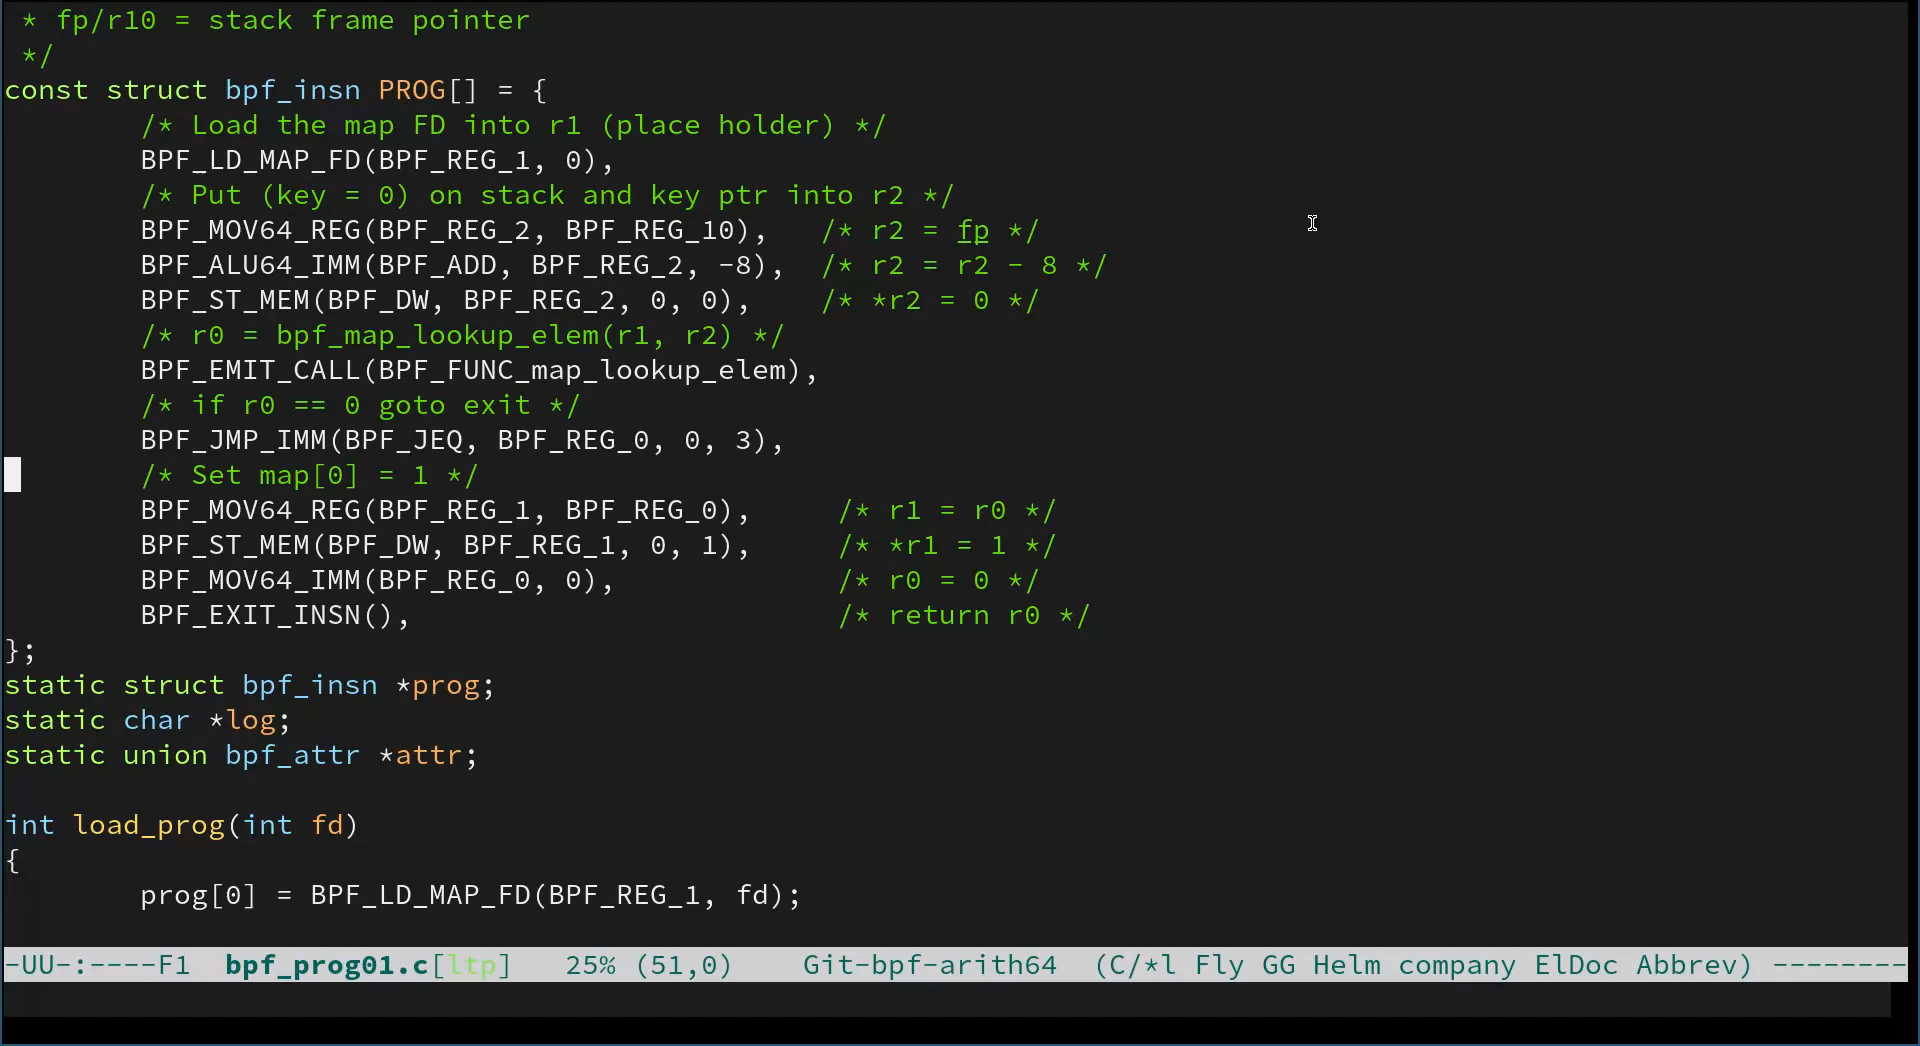 * fp/r10 = stack frame pointer
 */
const struct bpf_insn PROG[] = {
        /* Load the map FD into r1 (place holder) */
        BPF_LD_MAP_FD(BPF_REG_1, 0),
        /* Put (key = 0) on stack and key ptr into r2 */
        BPF_MOV64_REG(BPF_REG_2, BPF_REG_10),   /* r2 = fp */
        BPF_ALU64_IMM(BPF_ADD, BPF_REG_2, -8),  /* r2 = r2 - 8 */
        BPF_ST_MEM(BPF_DW, BPF_REG_2, 0, 0),    /* *r2 = 0 */
        /* r0 = bpf_map_lookup_elem(r1, r2) */
        BPF_EMIT_CALL(BPF_FUNC_map_lookup_elem),
        /* if r0 == 0 goto exit */
        BPF_JMP_IMM(BPF_JEQ, BPF_REG_0, 0, 3),
        /* Set map[0] = 1 */
        BPF_MOV64_REG(BPF_REG_1, BPF_REG_0),     /* r1 = r0 */
        BPF_ST_MEM(BPF_DW, BPF_REG_1, 0, 1),     /* *r1 = 1 */
        BPF_MOV64_IMM(BPF_REG_0, 0),             /* r0 = 0 */
        BPF_EXIT_INSN(),                         /* return r0 */
};
static struct bpf_insn *prog;
static char *log;
static union bpf_attr *attr;

int load_prog(int fd)
{
        prog[0] = BPF_LD_MAP_FD(BPF_REG_1, fd);

-UU-:----F1  bpf_prog01.c[ltp]   25% (51,0)    Git-bpf-arith64  (C/*l Fly GG Helm company ElDoc Abbrev) --------